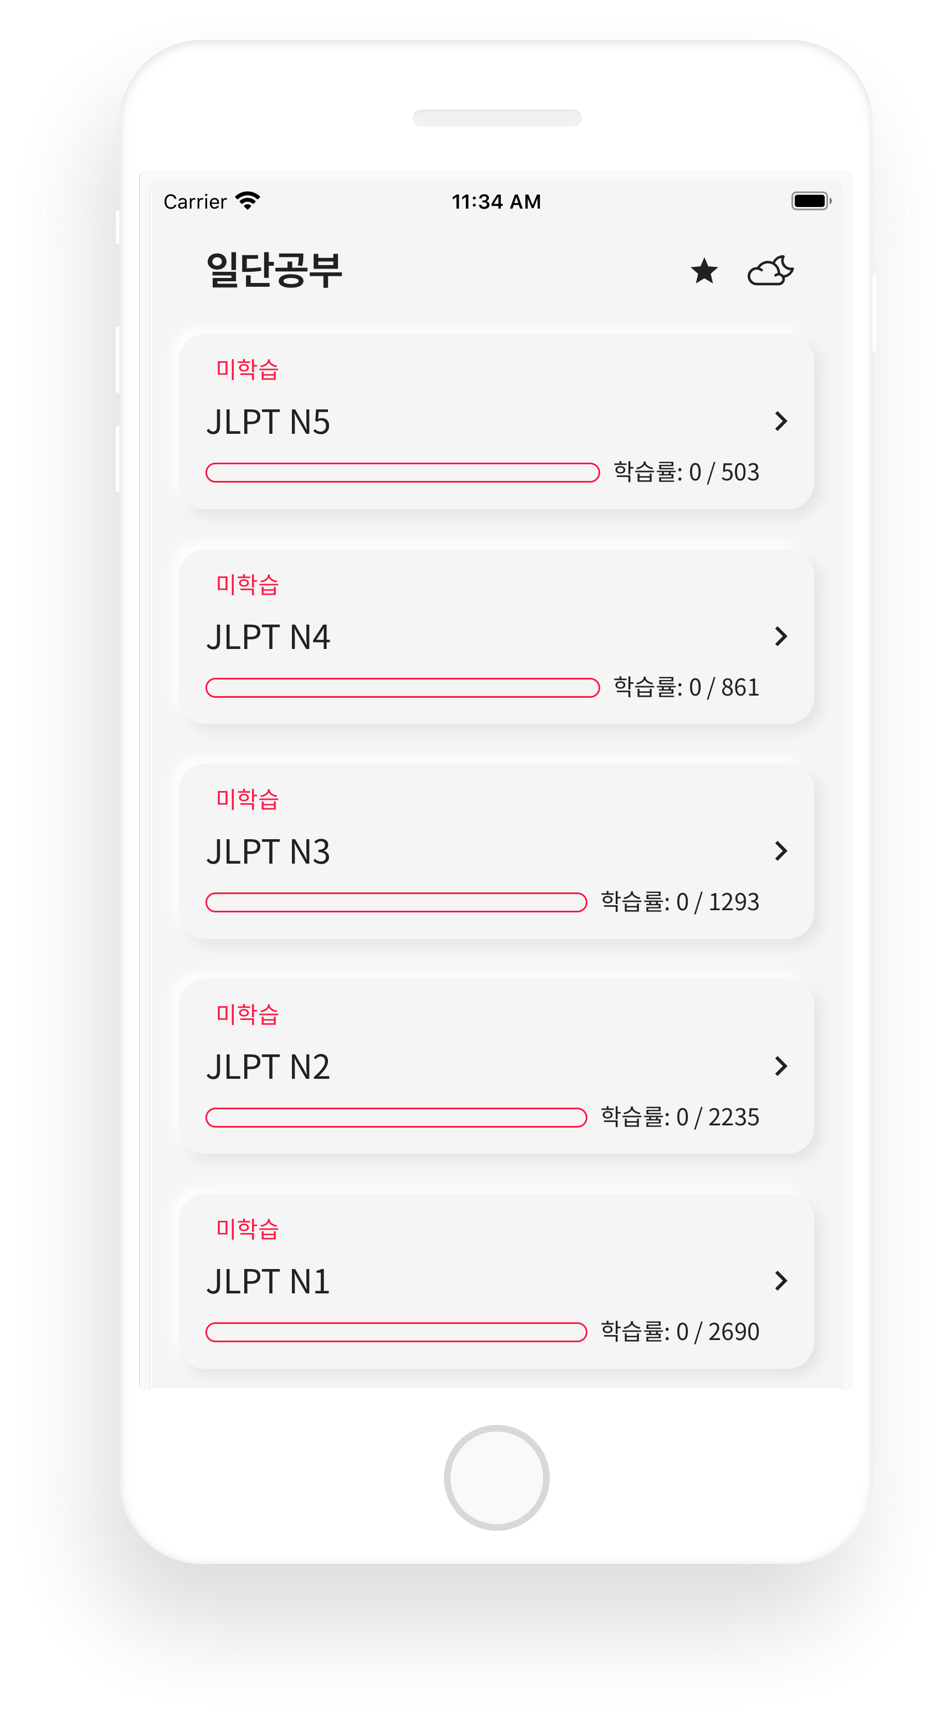 Carrier 11:34 AM
일단공부
미학습
JLPT N5
학습률: 0 / 503
미학습
JLPT N4
학습률: 0 / 861
미학습
JLPT N3
학습률: 0 / 1293
미학습
JLPT N2
학습률: 0 / 2235
미학습
JLPT N1
학습률: 0 / 2690